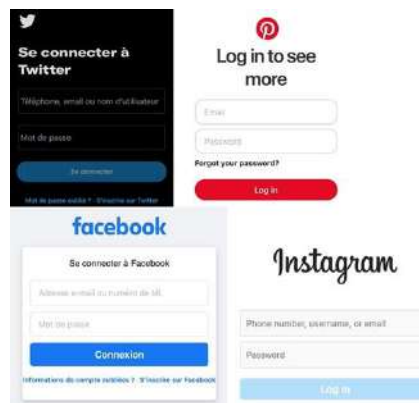 Se connecter à
Twitter
Téléphone, email ou nom d'utilisateur
Mot de passe
Se connecter
Mot de passe oublié ? · S'inscrire sur Twitter
Log in to see
more
Email
Password
Forgot your password?
Log in
facebook
Se connecter à Facebook
Adresse e-mail ou numéro de tél.
Mot de passe
Connexion
Informations de compte oubliées ? · S'inscrire sur Facebook
Instagram
Phone number, username, or email
Password
Log in